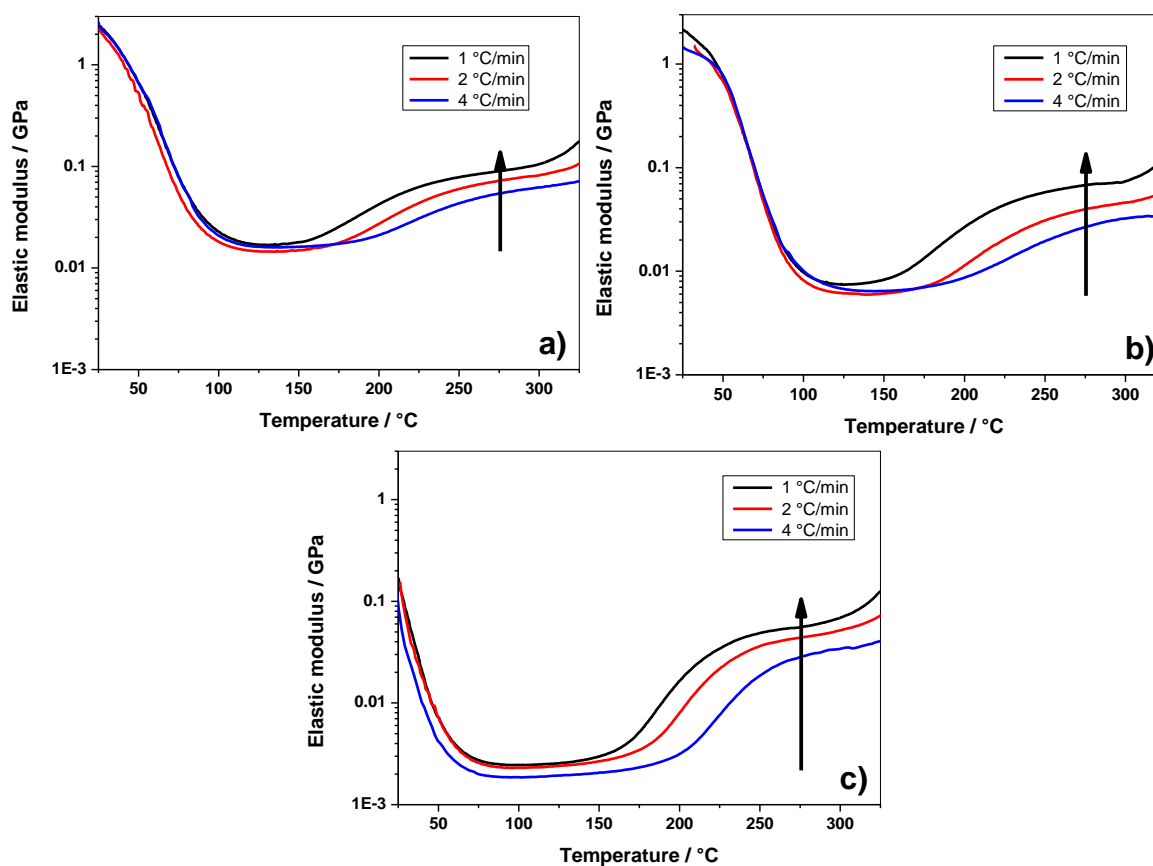 1 °C/min
2 °C/min
4 °C/min
1
0.1
0.01
1E-3
Elastic modulus / GPa
50 100 150 200 250 300
Temperature / °C
a)
1 °C/min
2 °C/min
4 °C/min
1
0.1
0.01
1E-3
Elastic modulus / GPa
50 100 150 200 250 300
Temperature / °C
b)
1 °C/min
2 °C/min
4 °C/min
1
0.1
0.01
1E-3
Elastic modulus / GPa
50 100 150 200 250 300
Temperature / °C
c)